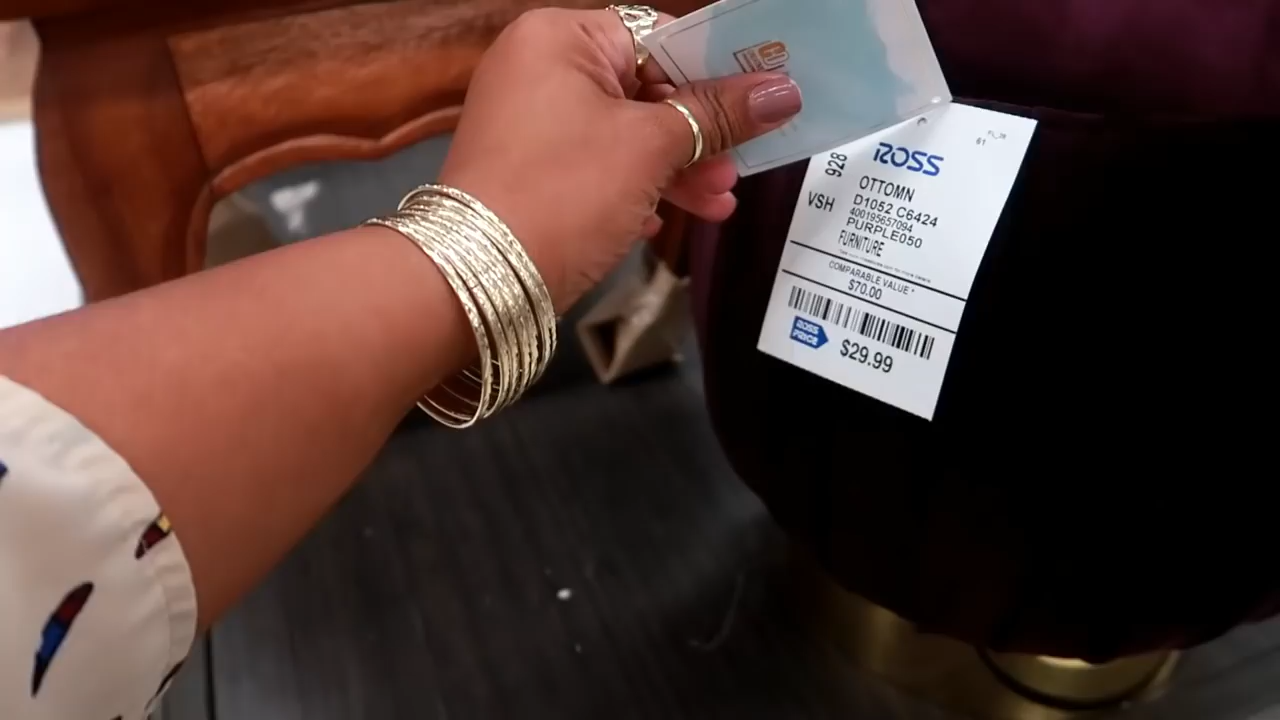 ROSS
928
VSH
OTTOMN
D1052 C6424
400195657094
PURPLE050
FURNITURE
COMPARABLE VALUE *
$70.00
ROSS
PRICE
$29.99